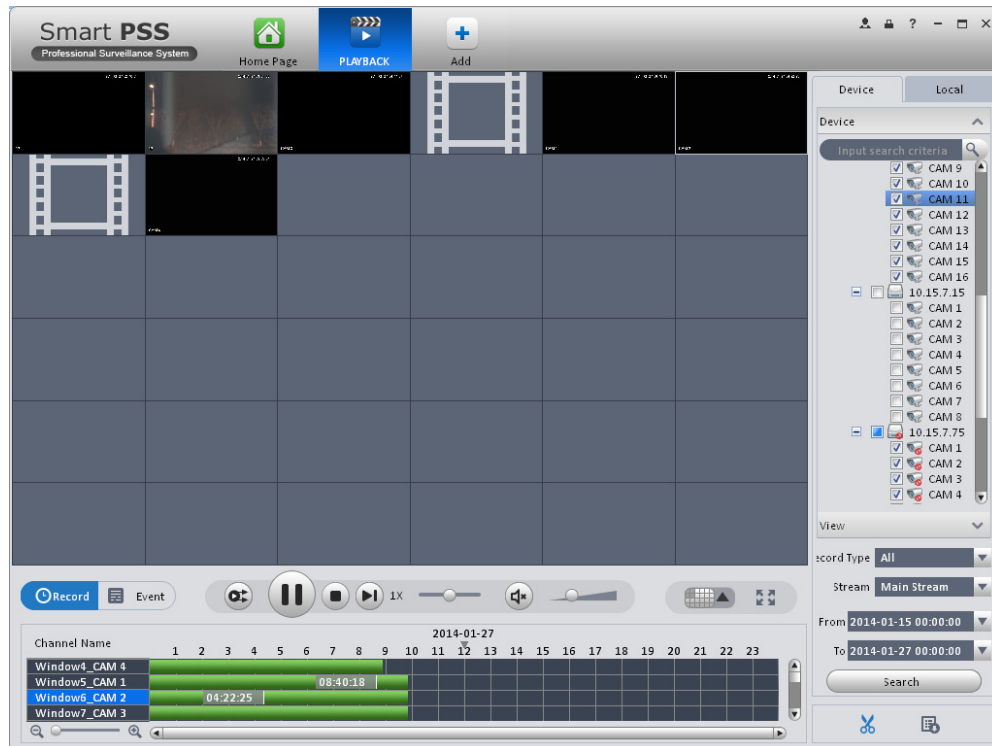 Smart PSS
Professional Surveillance System
Home Page
PLAYBACK
Add
?
Device
Local
Device
Input search criteria
CAM 9
CAM 10
CAM 11
CAM 12
CAM 13
CAM 14
CAM 15
CAM 16
10.15.7.15
CAM 1
CAM 2
CAM 3
CAM 4
CAM 5
CAM 6
CAM 7
CAM 8
10.15.7.75
CAM 1
CAM 2
CAM 3
CAM 4
View
ecord Type All
Stream Main Stream
From 2014-01-15 00:00:00
To 2014-01-27 00:00:00
Search
Record
Event
1X
2014-01-27
Channel Name
1 2 3 4 5 6 7 8 9 10 11 12 13 14 15 16 17 18 19 20 21 22 23
Window4_CAM 4
Window5_CAM 1 08:40:18
Window6_CAM 2 04:22:25
Window7_CAM 3